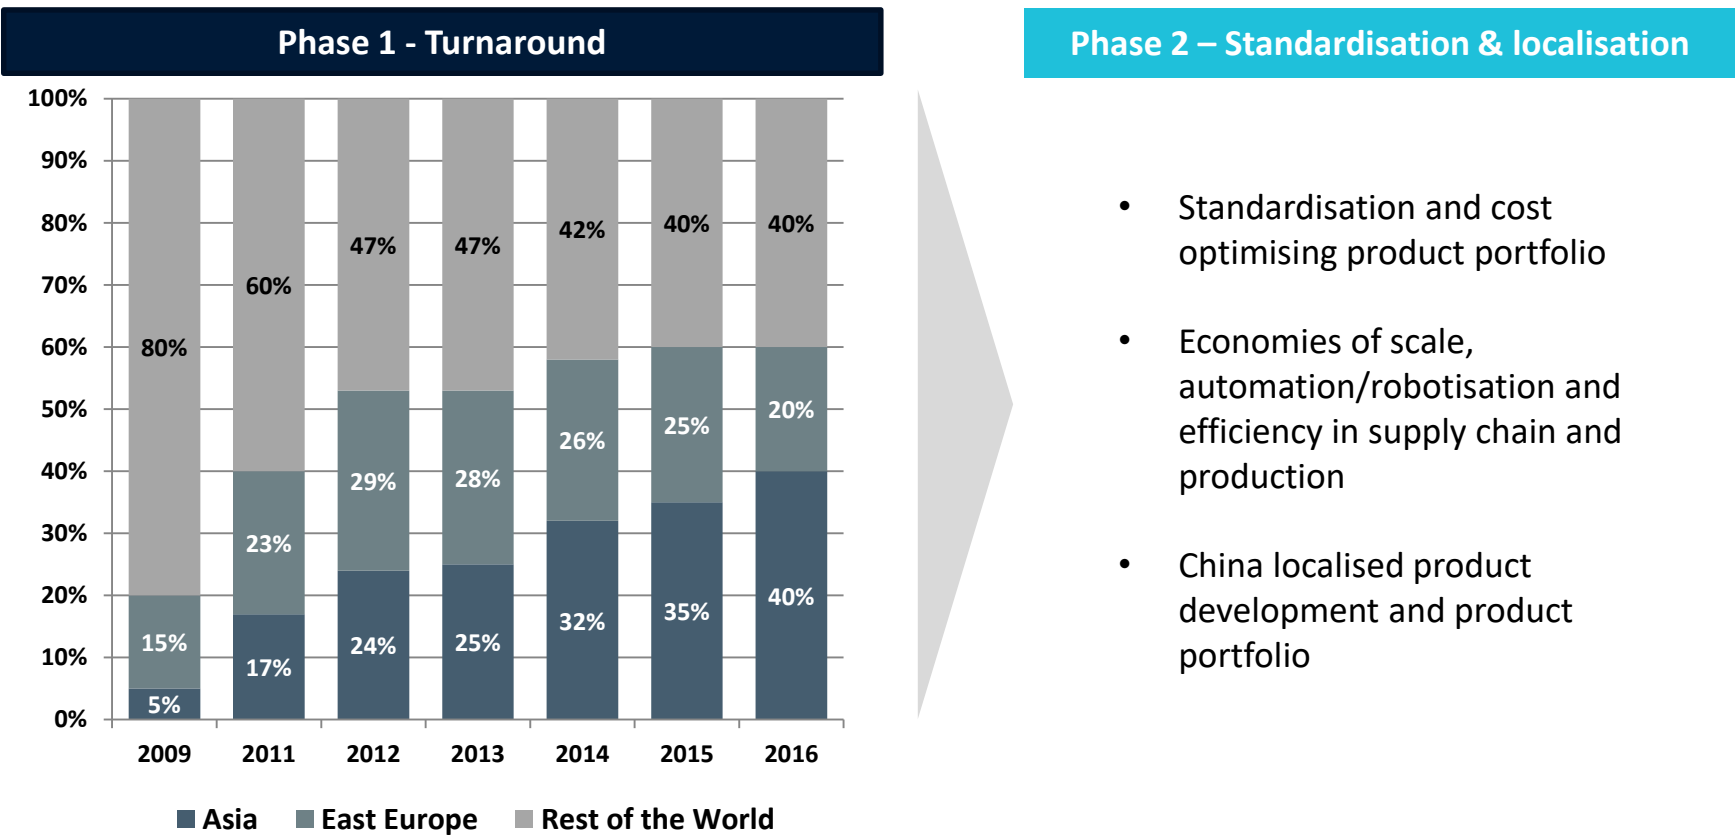 Phase 1 - Turnaround
100%
90%
80%
70%
60%
50%
40%
30%
20%
10%
0%
80%
15%
5%
60%
23%
17%
47%
29%
24%
47%
28%
25%
42%
26%
32%
40%
25%
35%
40%
20%
40%
2009 2011 2012 2013 2014 2015 2016
Asia East Europe Rest of the World
Phase 2 – Standardisation & localisation
• Standardisation and cost
optimising product portfolio
• Economies of scale,
automation/robotisation and
efficiency in supply chain and
production
• China localised product
development and product
portfolio